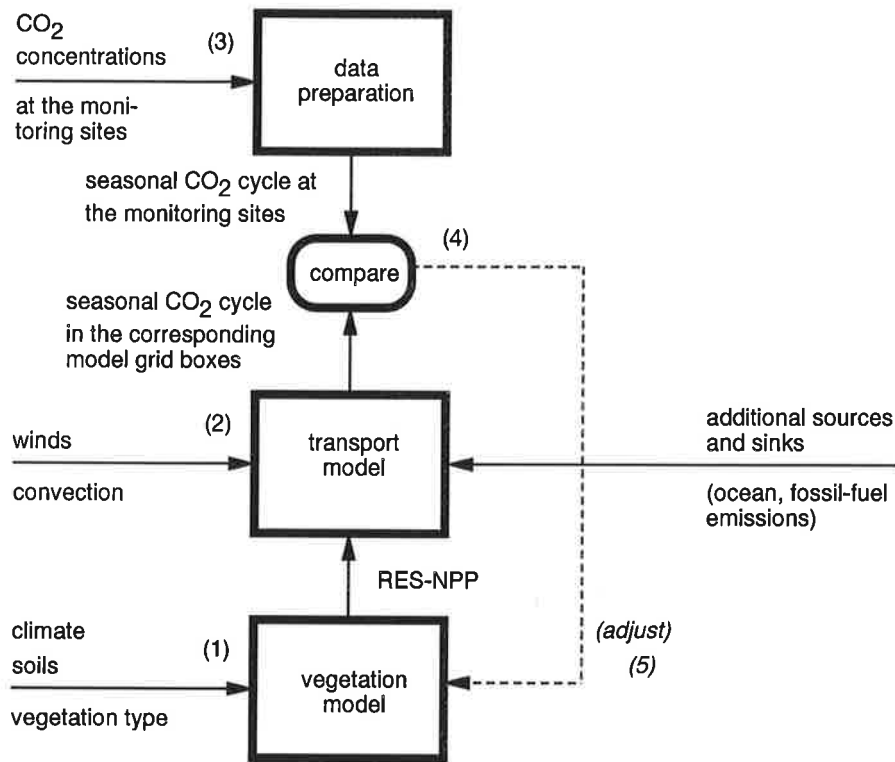 CO2
concentrations
(3)
at the moni-
toring sites
data
preparation
seasonal CO2 cycle at
the monitoring sites
(4)
compare
seasonal CO2 cycle
in the corresponding
model grid boxes
(2)
winds
convection
transport
model
additional sources
and sinks
(ocean, fossil-fuel
emissions)
RES-NPP
climate
soils
(1)
vegetation type
vegetation
model
(adjust)
(5)